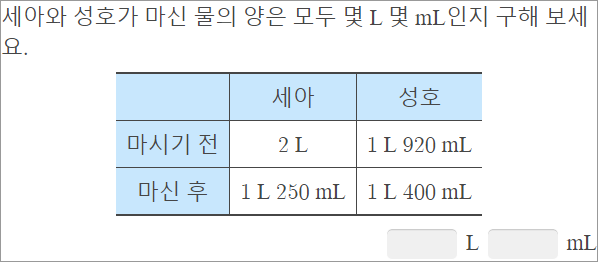 세아와 성호가 마신 물의 양은 모두 몇 L 몇 mL인지 구해 보세
요.
세아 성호
마시기 전 2 L 1 L 920 mL
마신 후 1 L 250 mL 1 L 400 mL
L mL